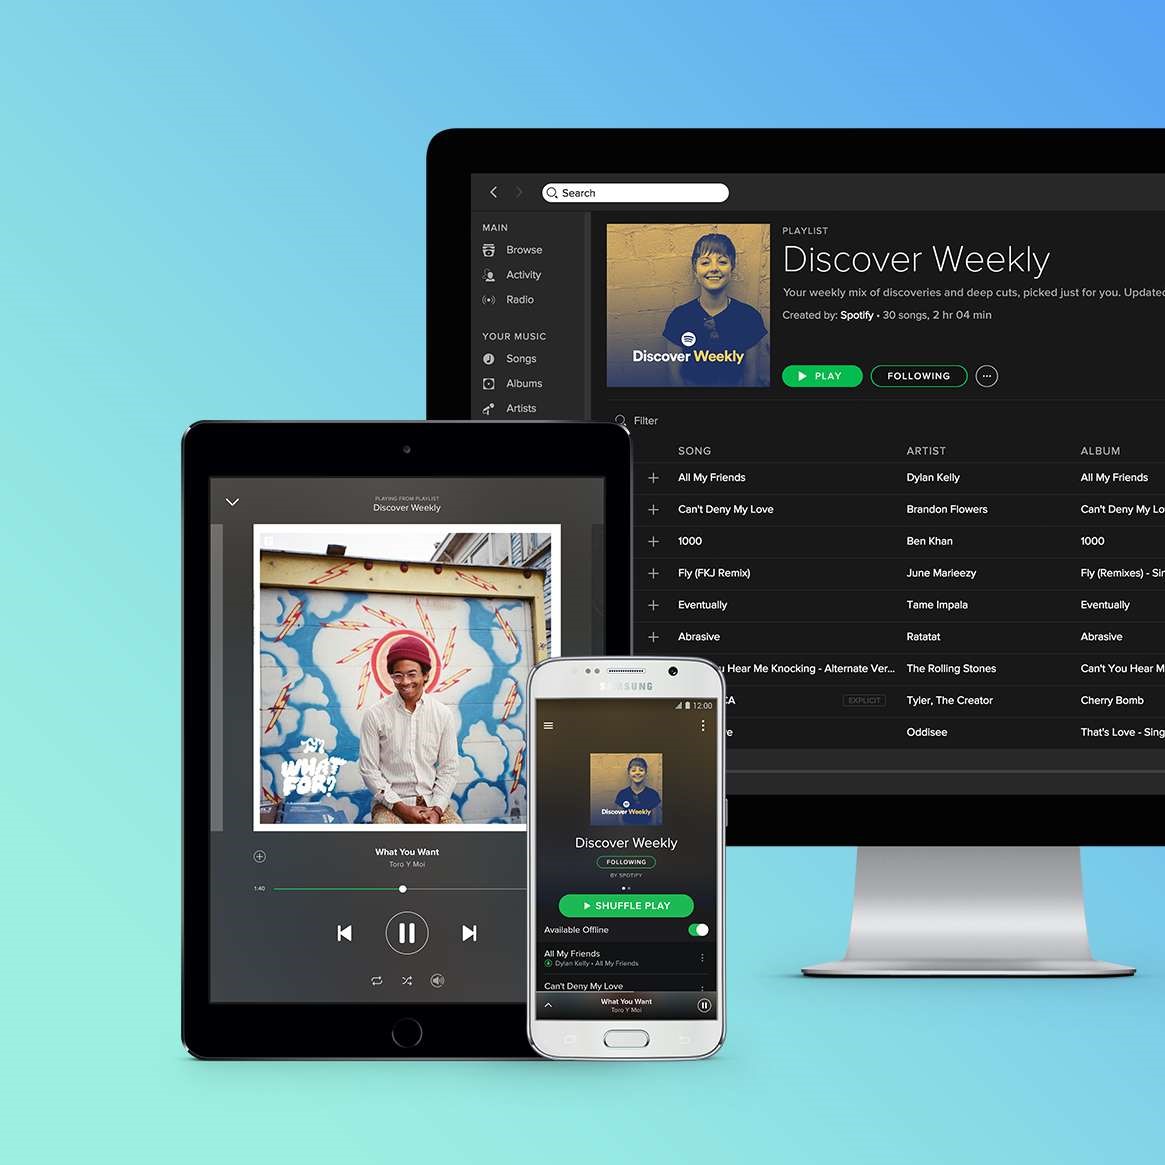 Search
MAIN
Browse
Activity
Radio
YOUR MUSIC
Songs
Albums
Artists
Discover Weekly
PLAYLIST
Discover Weekly
Your weekly mix of discoveries and deep cuts, picked just for you. Updated
Created by: Spotify • 30 songs, 2 hr 04 min
PLAY FOLLOWING
Filter
SONG ARTIST ALBUM
All My Friends Dylan Kelly All My Friends
Can't Deny My Love Brandon Flowers Can't Deny My Lo
1000 Ben Khan 1000
Fly (FKJ Remix) June Marieezy Fly (Remixes) - Sin
Eventually Tame Impala Eventually
Abrasive Ratatat Abrasive
You Hear Me Knocking - Alternate Ver... The Rolling Stones Can't You Hear M
CA EXPLICIT Tyler, The Creator Cherry Bomb
e Oddisee That's Love - Sing
PLAYING FROM PLAYLIST
Discover Weekly
WHAT
FOR?
What You Want
Toro Y Moi
1:40
SAMSUNG
12:00
Discover Weekly
Discover Weekly
FOLLOWING
BY SPOTIFY
SHUFFLE PLAY
Available Offline
All My Friends
Dylan Kelly • All My Friends
Can't Deny My Love
What You Want
Toro Y Moi